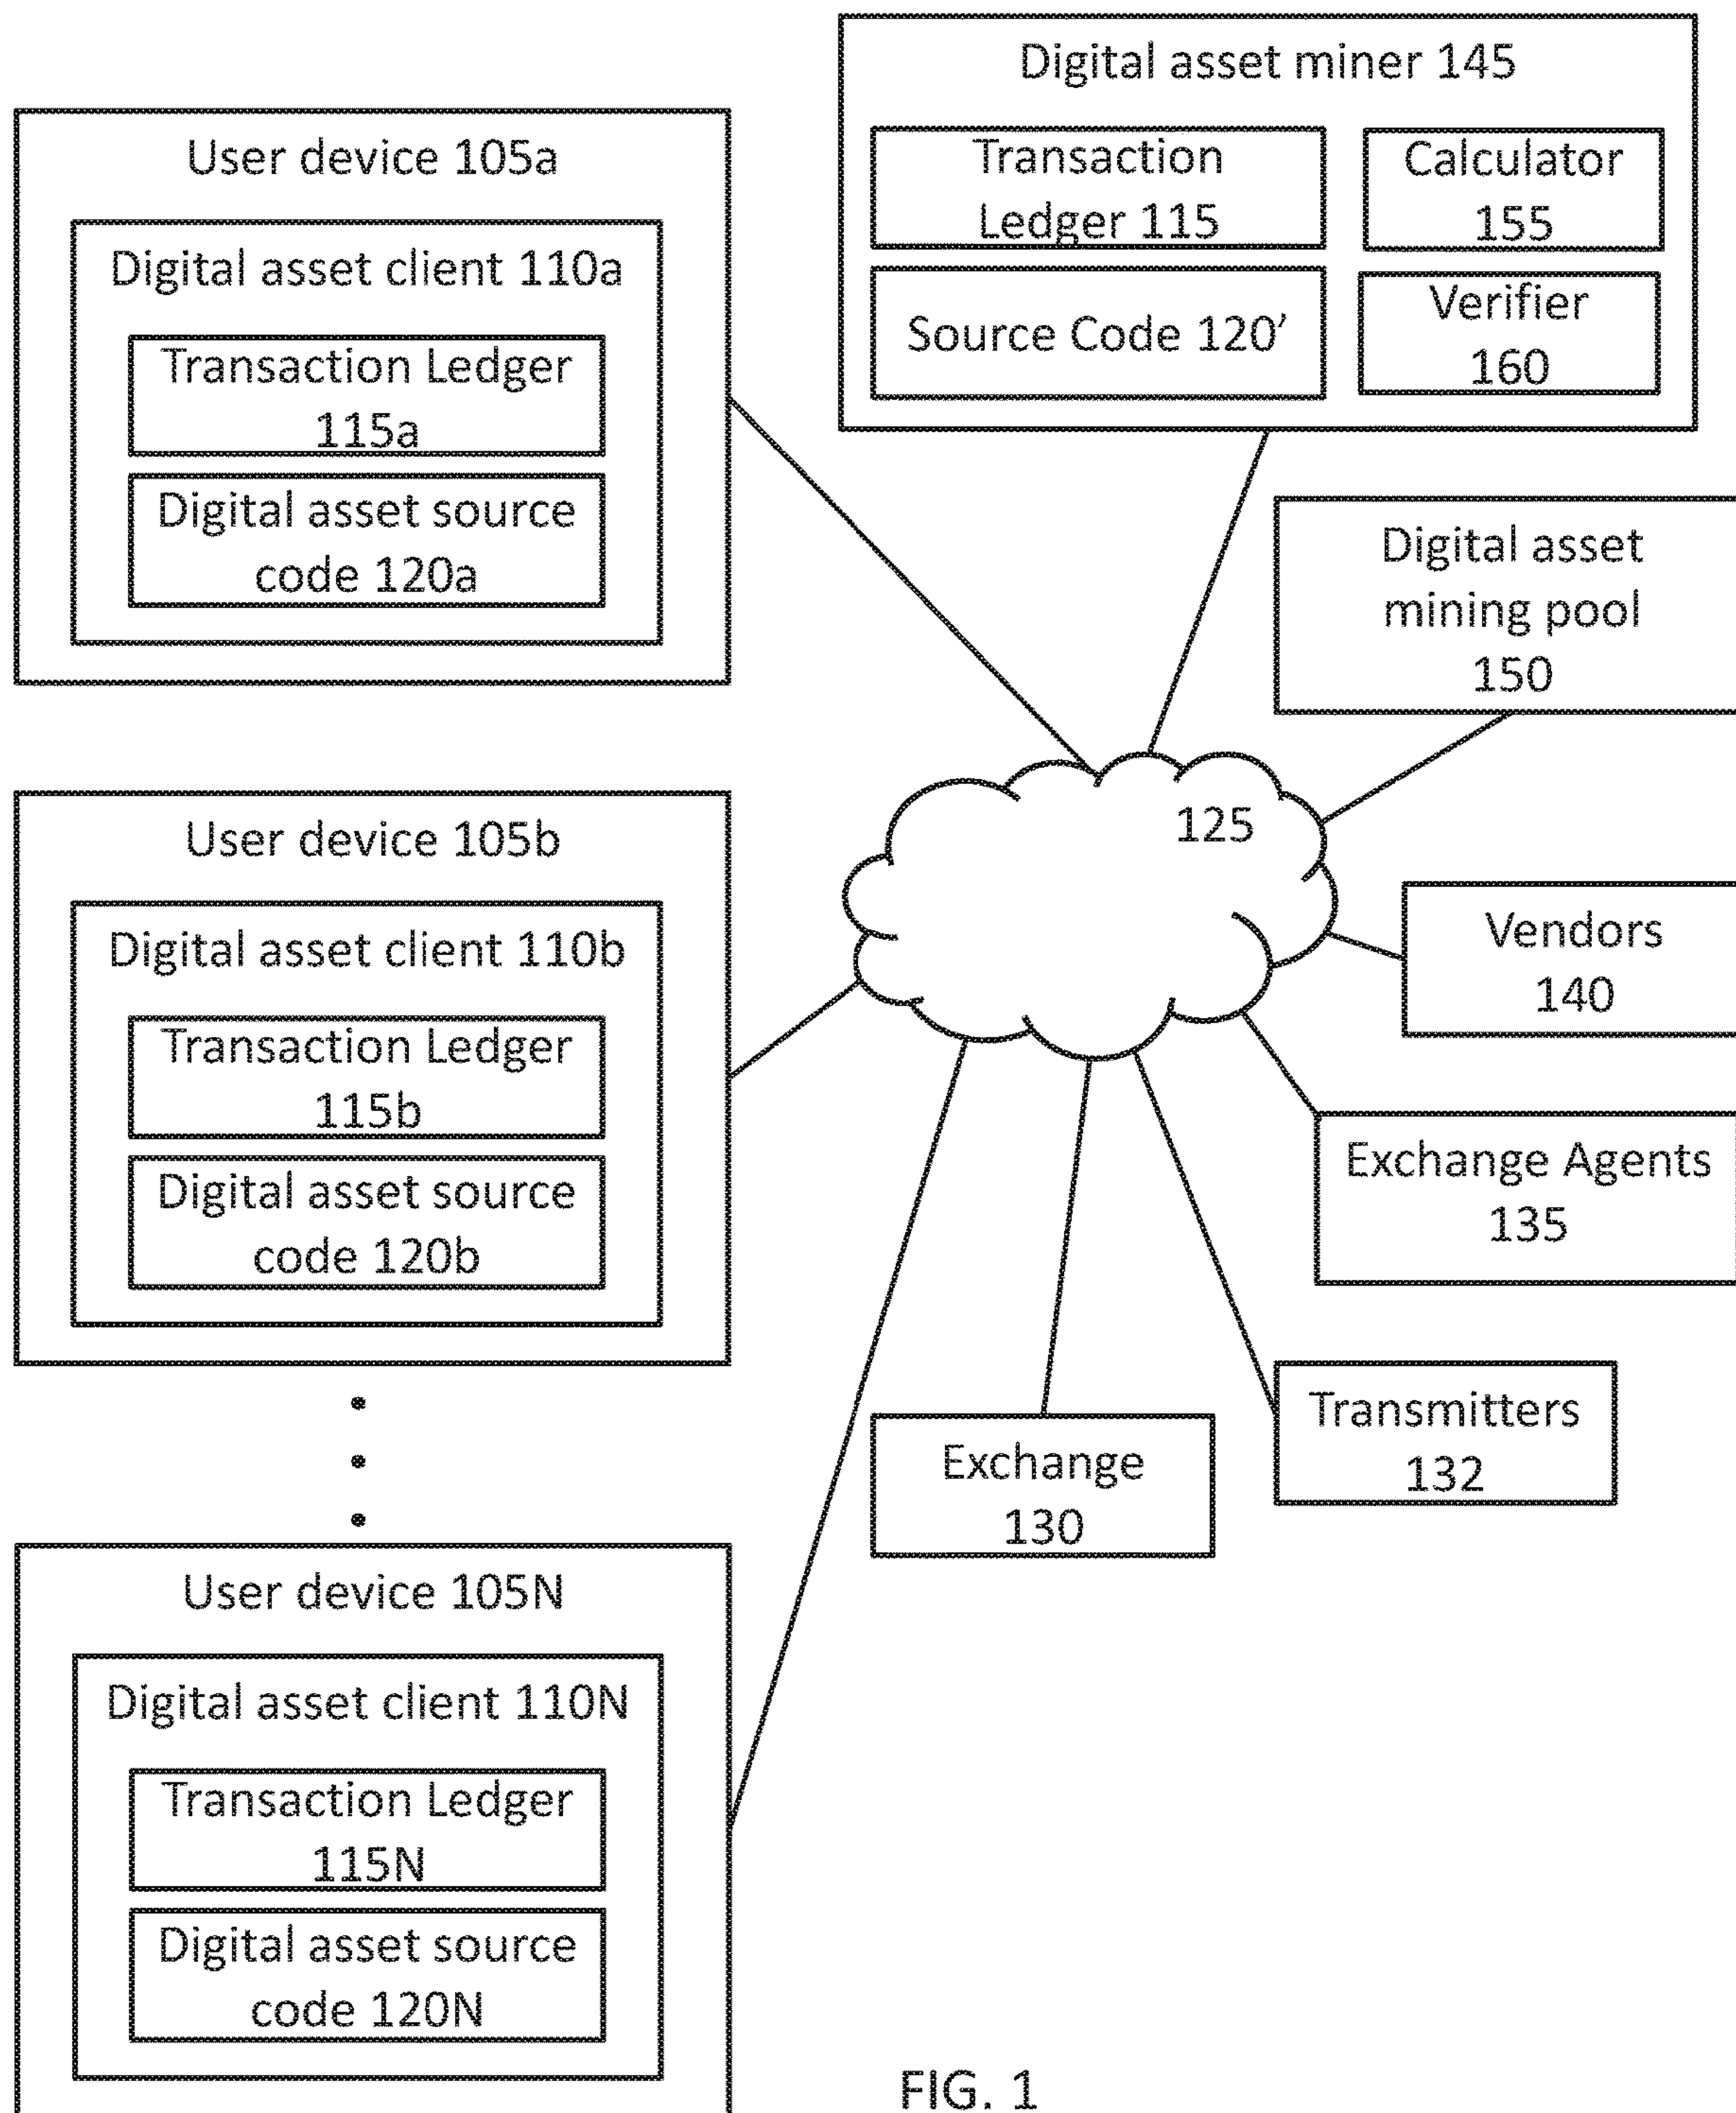 Digital asset miner 145
Transaction
Ledger 115
Calculator
155
Source Code 120’
Verifier
160
User device 105a
Digital asset client 110a
Transaction Ledger
115a
Digital asset source
code 120a
Digital asset
mining pool
150
125
User device 105b
Digital asset client 110b
Transaction Ledger
115b
Digital asset source
code 120b
Vendors
140
Exchange Agents
135
Transmitters
132
Exchange
130
User device 105N
Digital asset client 110N
Transaction Ledger
115N
Digital asset source
code 120N
FIG. 1